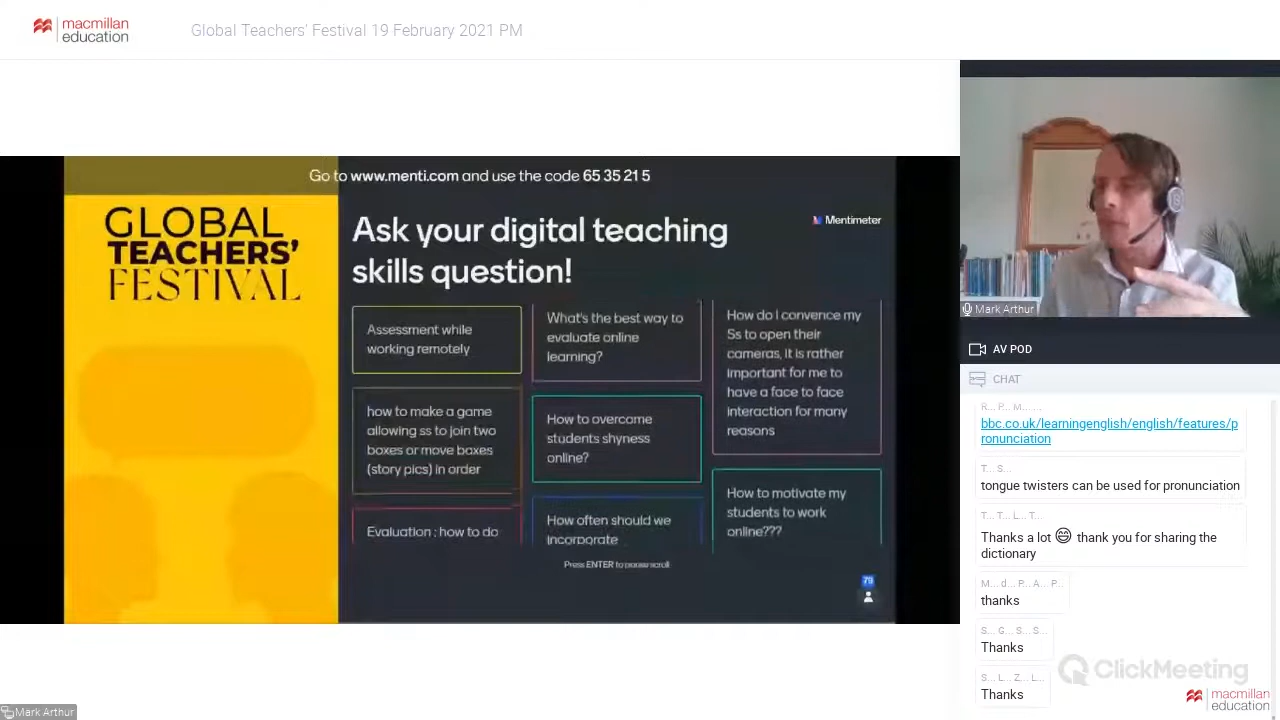 macmillan
education
Global Teachers' Festival 19 February 2021 PM
Go to www.menti.com and use the code 65 35 21 5
GLOBAL
TEACHERS'
FESTIVAL
Ask your digital teaching
skills question!
Mentimeter
Assessment while
working remotely
how to make a game
allowing ss to join two
boxes or move boxes
(story pics) in order
Evaluation ; how to do
What's the best way to
evaluate online
learning?
How to overcome
students shyness
online?
How often should we
incorporate
How do I convence my
Ss to open their
cameras, it is rather
important for me to
have a face to face
interaction for many
reasons
How to motivate my
students to work
online???
Press ENTER to pause scroll
79
Mark Arthur
Mark Arthur
AV POD
CHAT
R... P... M......
bbc.co.uk/learningenglish/english/features/p
ronunciation
T... S...
tongue twisters can be used for pronunciation
T... T... L... T...
Thanks a lot 😄 thank you for sharing the
dictionary
M... d... P... A... P...
thanks
S... G... S... S...
Thanks
S... L... Z... L...
Thanks
ClickMeeting
macmillan
education